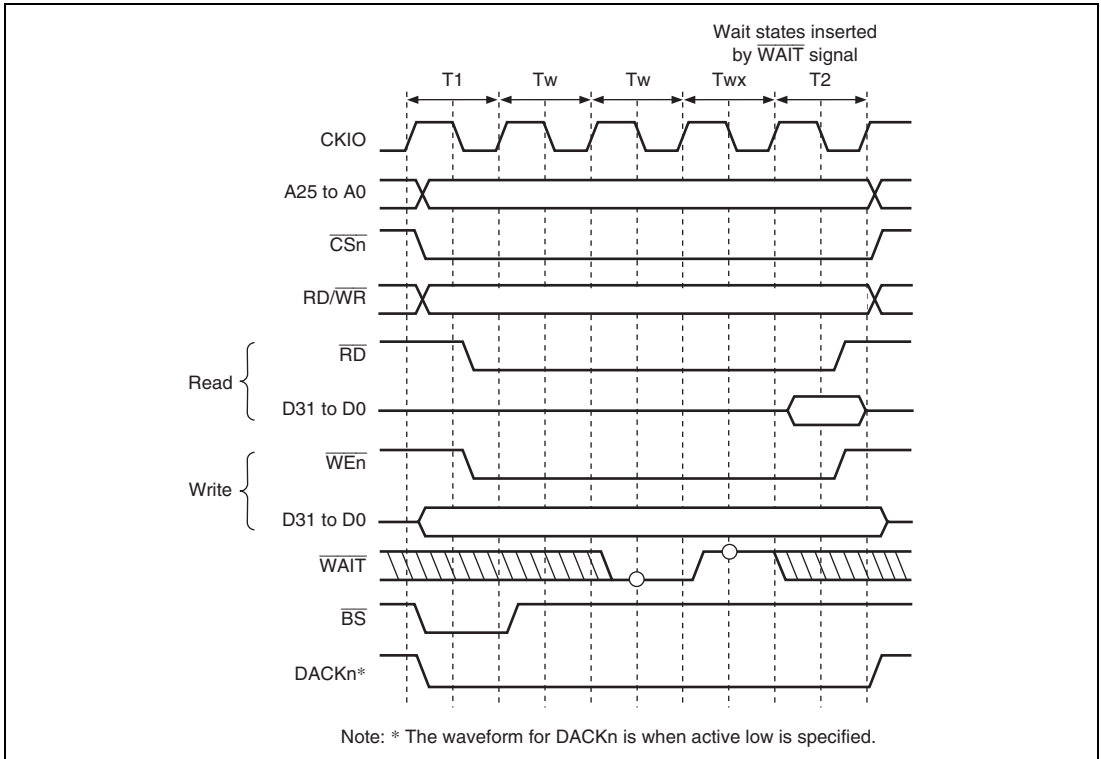 Wait states inserted
by WAIT signal
T1 Tw Tw Twx T2
CKIO
A25 to A0
CSn
RD/WR
Read
RD
D31 to D0
Write
WEn
D31 to D0
WAIT
BS
DACKn*
Note: * The waveform for DACKn is when active low is specified.